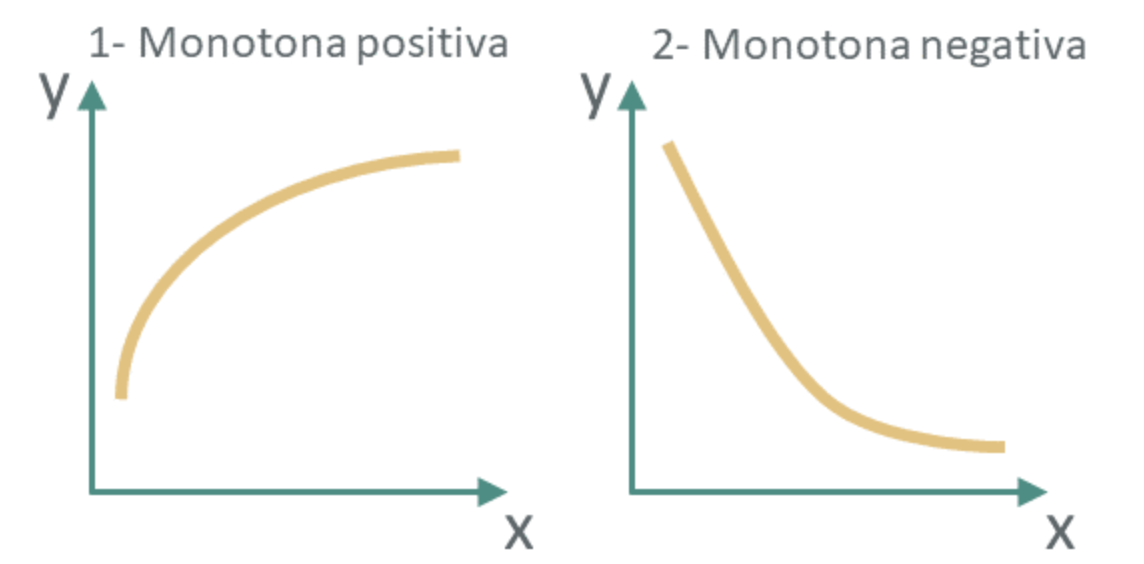 1- Monotona positiva
y
x
2- Monotona negativa
y
x